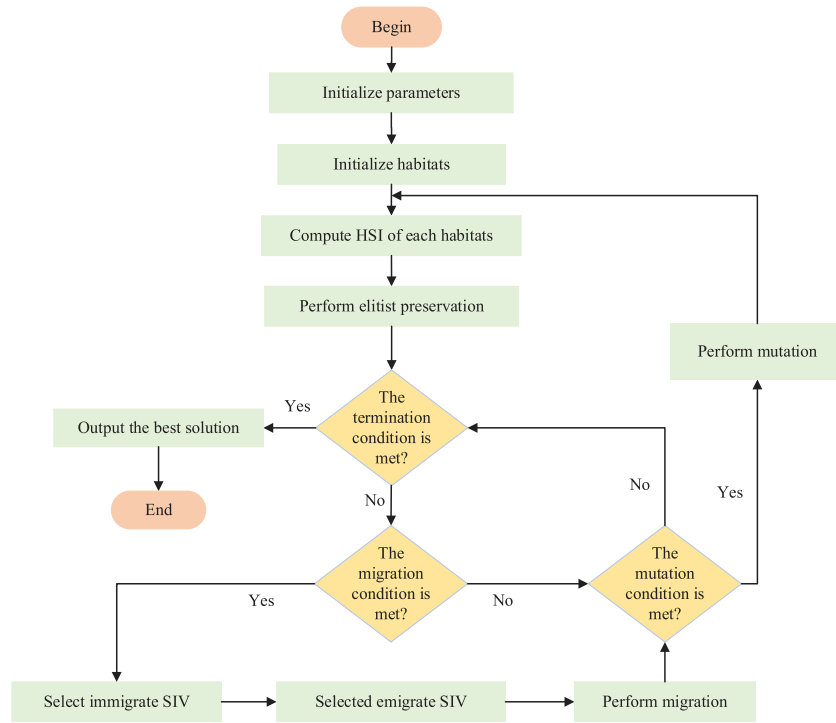 Begin
Initialize parameters
Initialize habitats
Compute HSI of each habitats
Perform elitist preservation
Perform mutation
The
termination
condition is
met?
Yes
Output the best solution
End
No
No
Yes
The
migration
condition is
met?
Yes
No
The
mutation
condition is
met?
Select immigrate SIV
Selected emigrate SIV
Perform migration